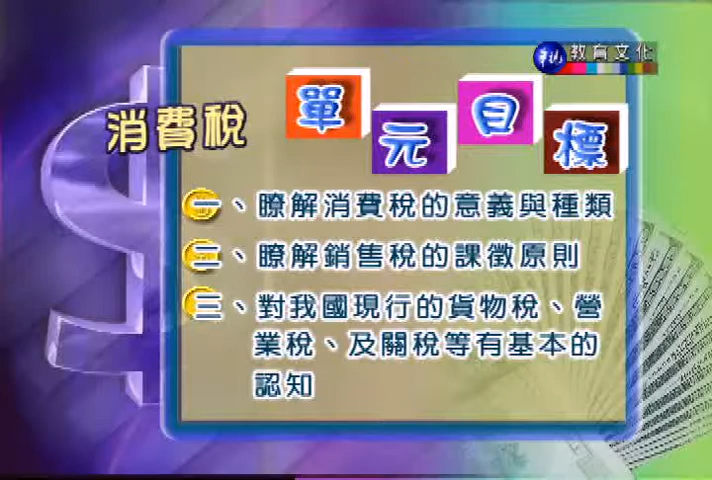 華視 教育文化
消費稅
單元目標
一、瞭解消費稅的意義與種類
二、瞭解銷售稅的課徵原則
三、對我國現行的貨物稅、營
業稅、及關稅等有基本的
認知